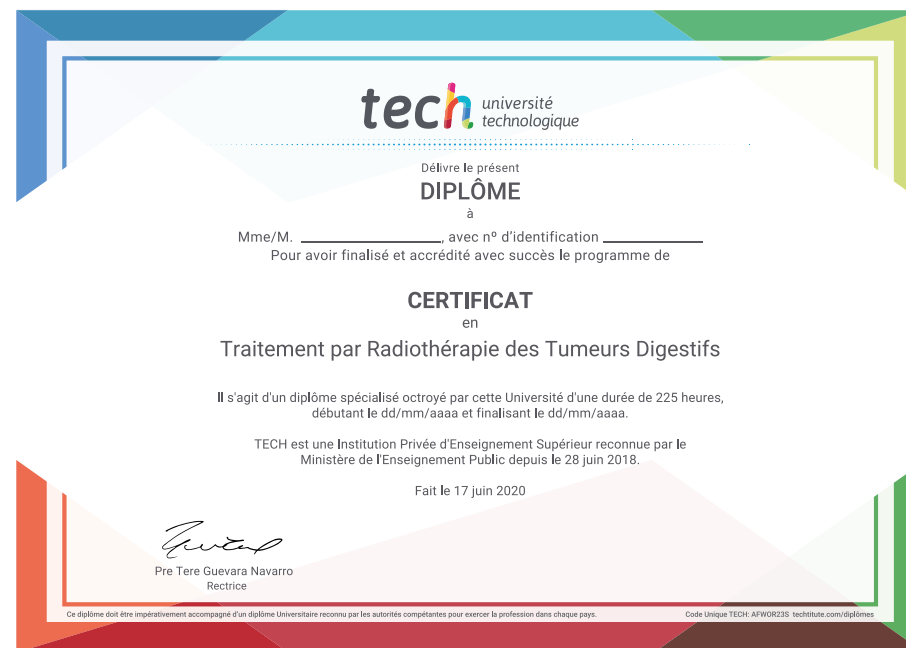 tech université
technologique
Délivre le présent
DIPLÔME
à
Mme/M. ____________________, avec nº d'identification ______________
Pour avoir finalisé et accrédité avec succès le programme de
CERTIFICAT
en
Traitement par Radiothérapie des Tumeurs Digestifs
Il s'agit d'un diplôme spécialisé octroyé par cette Université d'une durée de 225 heures,
débutant le dd/mm/aaaa et finalisant le dd/mm/aaaa.
TECH est une Institution Privée d'Enseignement Supérieur reconnue par le
Ministère de l'Enseignement Public depuis le 28 juin 2018.
Fait le 17 juin 2020
Pre Tere Guevara Navarro
Rectrice
Ce diplôme doit être impérativement accompagné d'un diplôme Universitaire reconnu par les autorités compétantes pour exercer la profession dans chaque pays. Code Unique TECH: AFWOR23S techtitute.com/diplômes